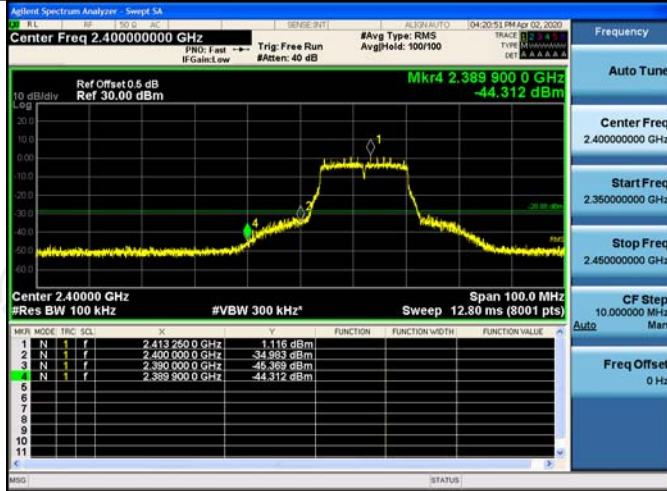 Agilent Spectrum Analyzer - Swept SA
RL RF 50 Ω AC SENSE:INT ALIGN AUTO 04:20:51 PM Apr 02, 2020
Center Freq 2.400000000 GHz #Avg Type: RMS TRACE 1 2 3 4 5 6
PNO: Fast Trig: Free Run Avg|Hold: 100/100 TYPE
IFGain:Low #Atten: 40 dB DET A A A A A A
Mkr4 2.389 900 0 GHz
Ref Offset 0.5 dB
10 dB/div Ref 30.00 dBm -44.312 dBm
Log
20.0
10.0
0.00
-10.0
-20.0
-30.0
-40.0
-50.0
-60.0
1
2
4
RMS
Center 2.40000 GHz Span 100.0 MHz
#Res BW 100 kHz #VBW 300 kHz* Sweep 12.80 ms (8001 pts)
MKR MODE TRC SCL X Y FUNCTION FUNCTION WIDTH FUNCTION VALUE
1 N 1 f 2.413 250 0 GHz 1.116 dBm
2 N 1 f 2.400 000 0 GHz -34.983 dBm
3 N 1 f 2.390 000 0 GHz -45.369 dBm
4 N 1 f 2.389 900 0 GHz -44.312 dBm
5
6
7
8
9
10
11
MSG STATUS
Frequency
Auto Tune
Center Freq
2.400000000 GHz
Start Freq
2.350000000 GHz
Stop Freq
2.450000000 GHz
CF Step
10.000000 MHz
Auto Man
Freq Offset
0 Hz